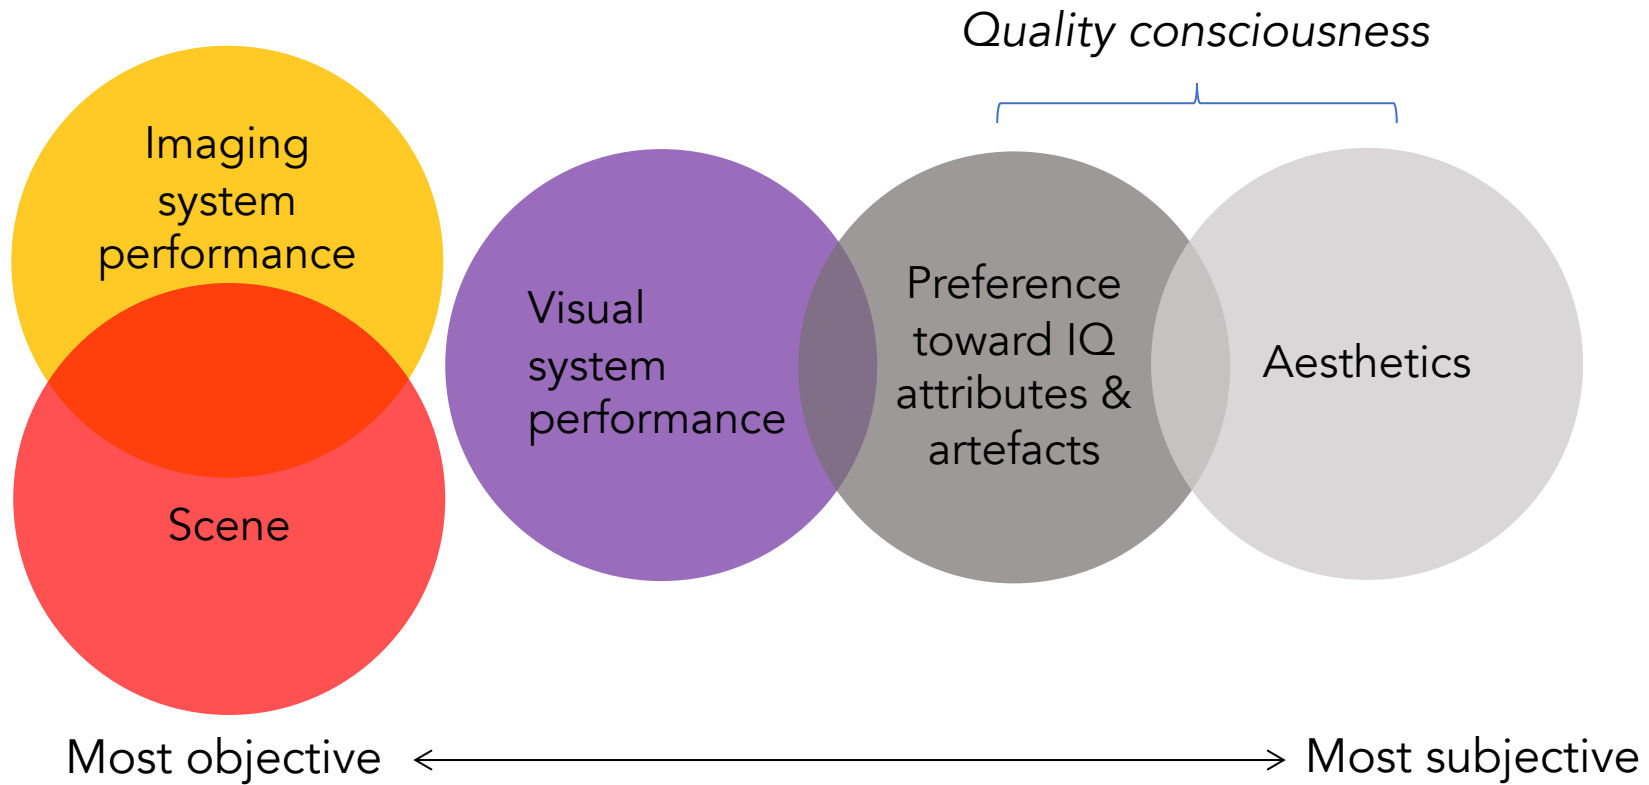 Quality consciousness
Imaging
system
performance
Scene
Visual
system
performance
Preference
toward IQ
attributes &
artefacts
Aesthetics
Most objective
Most subjective